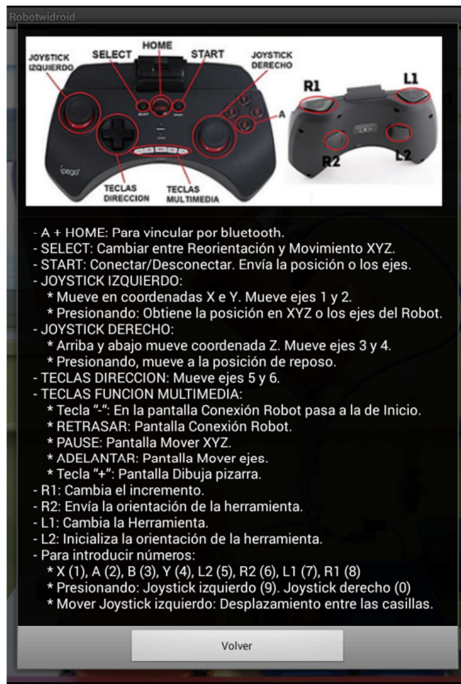 Robotwidroid
JOYSTICK IZQUIERDO
SELECT
HOME
START
JOYSTICK DERECHO
A
TECLAS DIRECCION
TECLAS MULTIMEDIA
ipega
R1
L1
R2
L2
- A + HOME: Para vincular por bluetooth.
- SELECT: Cambiar entre Reorientación y Movimiento XYZ.
- START: Conectar/Desconectar. Envía la posición o los ejes.
- JOYSTICK IZQUIERDO:
* Mueve en coordenadas X e Y. Mueve ejes 1 y 2.
* Presionando: Obtiene la posición en XYZ o los ejes del Robot.
- JOYSTICK DERECHO:
* Arriba y abajo mueve coordenada Z. Mueve ejes 3 y 4.
* Presionando, mueve a la posición de reposo.
- TECLAS DIRECCION: Mueve ejes 5 y 6.
- TECLAS FUNCION MULTIMEDIA:
* Tecla "-": En la pantalla Conexión Robot pasa a la de Inicio.
* RETRASAR: Pantalla Conexión Robot.
* PAUSE: Pantalla Mover XYZ.
* ADELANTAR: Pantalla Mover ejes.
* Tecla "+": Pantalla Dibuja pizarra.
- R1: Cambia el incremento.
- R2: Envía la orientación de la herramienta.
- L1: Cambia la Herramienta.
- L2: Inicializa la orientación de la herramienta.
- Para introducir números:
* X (1), A (2), B (3), Y (4), L2 (5), R2 (6), L1 (7), R1 (8)
* Presionando: Joystick izquierdo (9). Joystick derecho (0)
* Mover Joystick izquierdo: Desplazamiento entre las casillas.
Volver